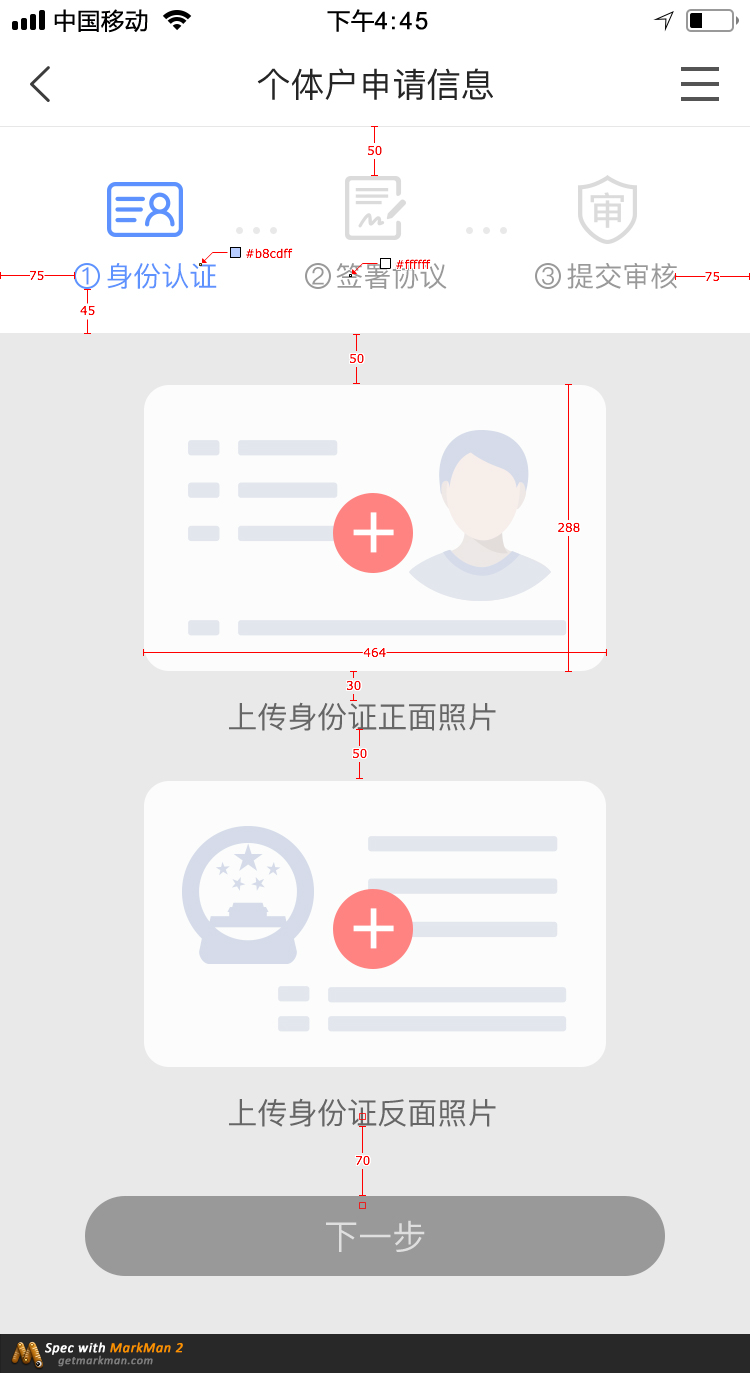 中国移动 下午4:45
个体户申请信息
50
审
#b8cdff #ffffff
75 ① 身份认证 ② 签署协议 ③ 提交审核 75
45
50
288
464
30
上传身份证正面照片
50
上传身份证反面照片
70
下一步
Spec with MarkMan 2
getmarkman.com